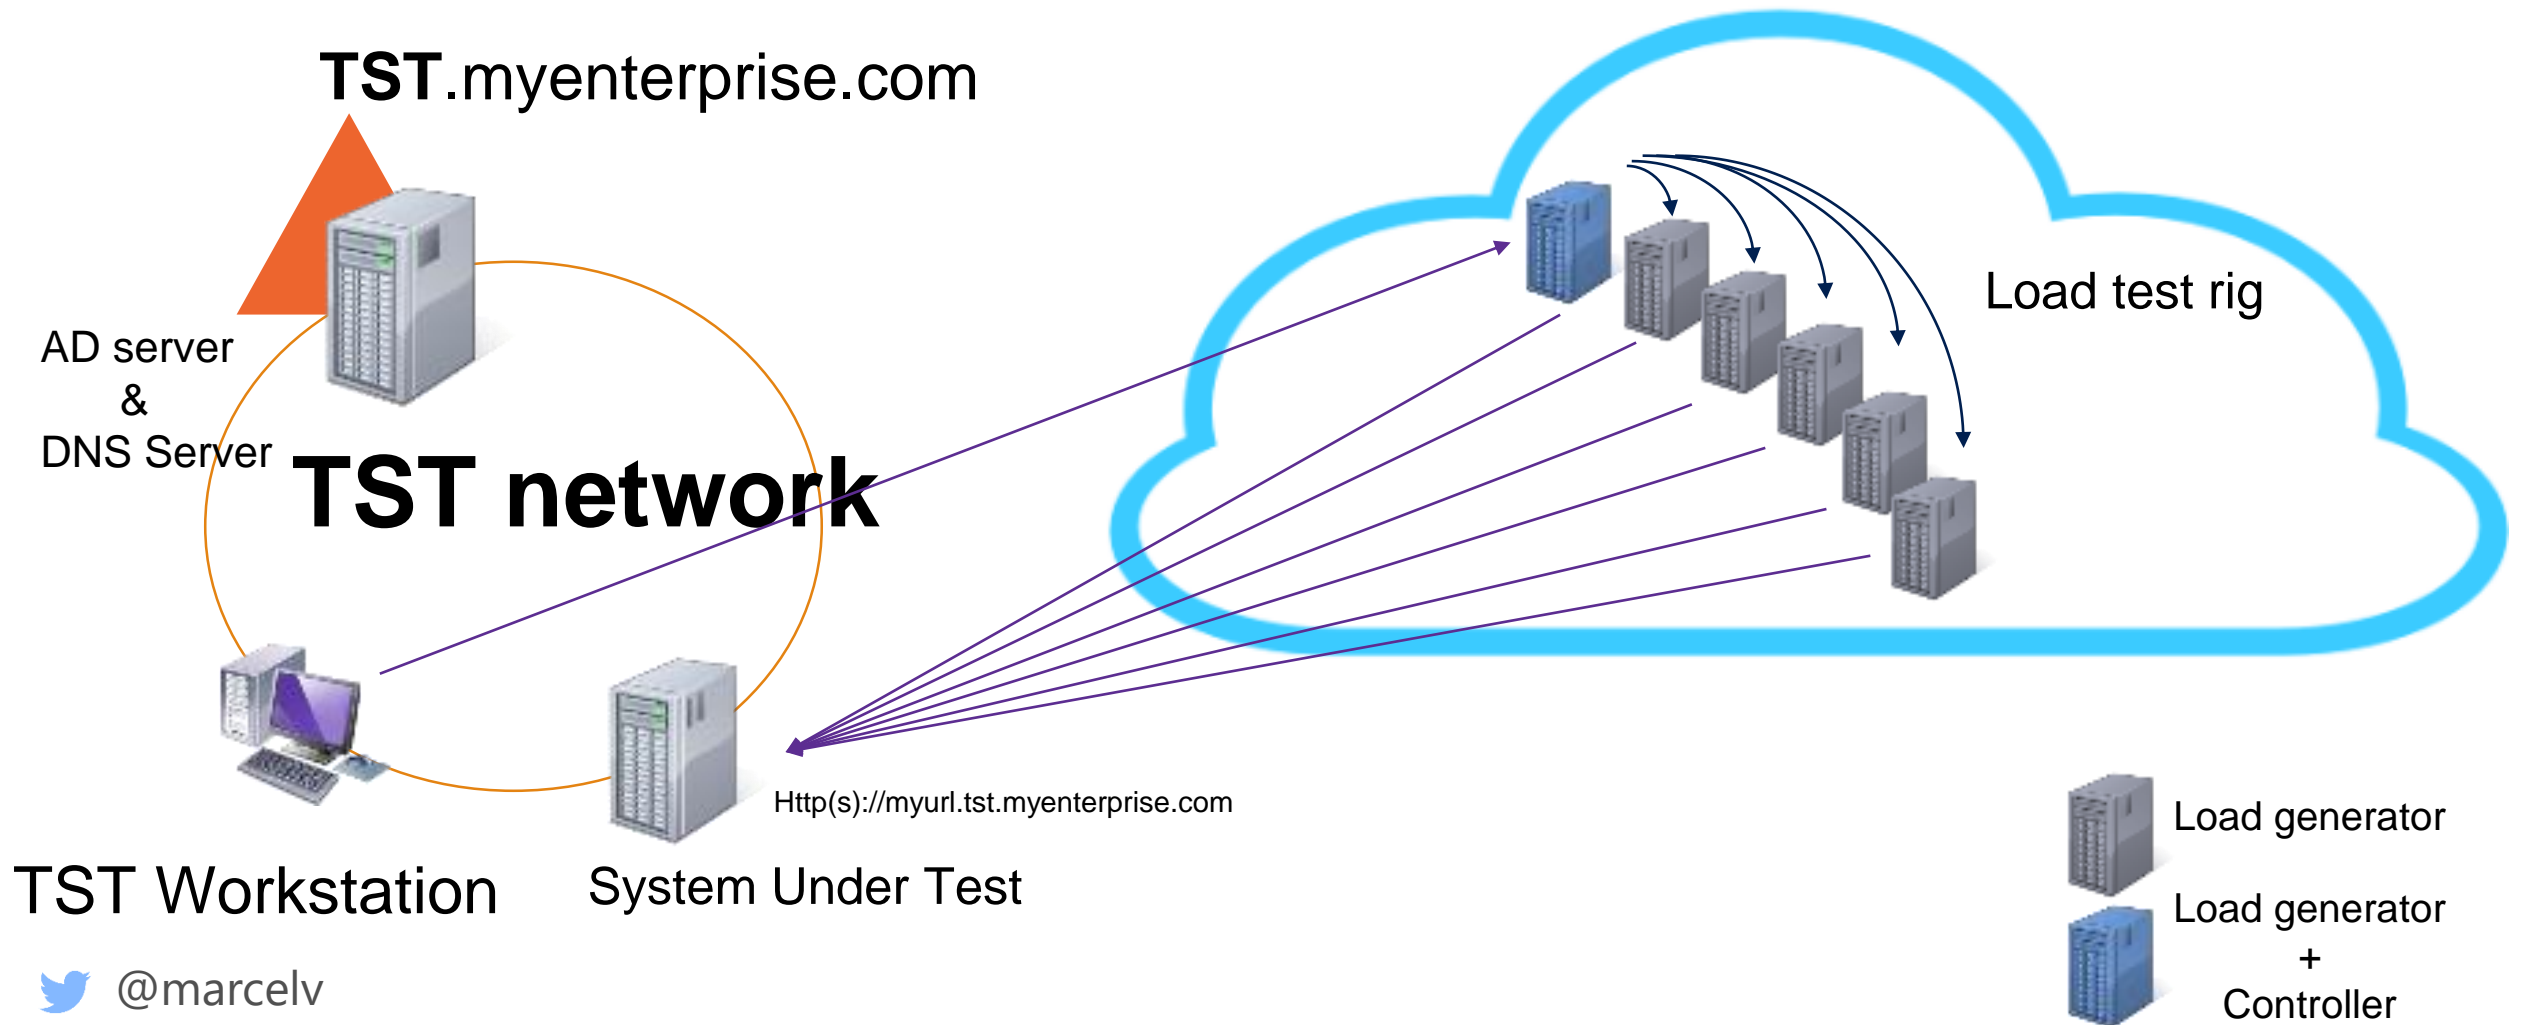 TST.myenterprise.com
AD server
&
DNS Server
TST network
Load test rig
Http(s)://myurl.tst.myenterprise.com
TST Workstation
System Under Test
Load generator
Load generator
+
Controller
@marcelv